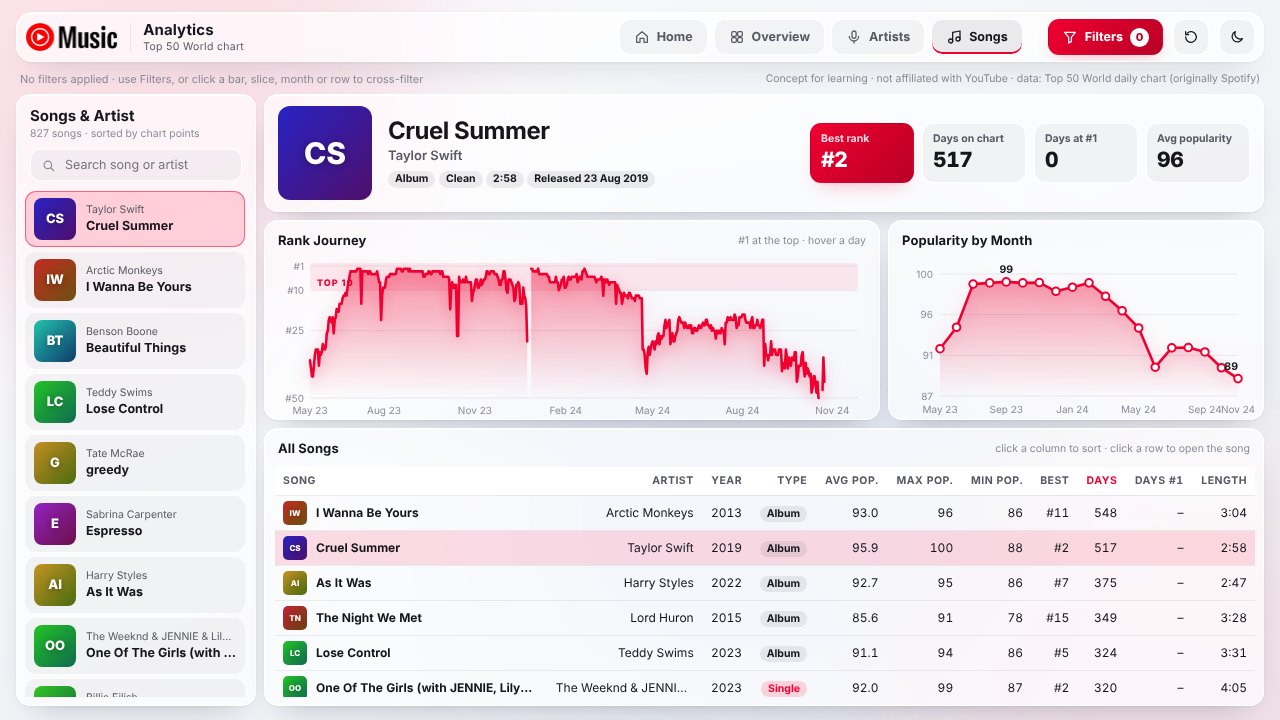 Music
Analytics
Top 50 World chart
Home
Overview
Artists
Songs
Filters 0
No filters applied · use Filters, or click a bar, slice, month or row to cross-filter
Concept for learning · not affiliated with YouTube · data: Top 50 World daily chart (originally Spotify)
Songs & Artist
827 songs · sorted by chart points
Search song or artist
CS
Taylor Swift
Cruel Summer
IW
Arctic Monkeys
I Wanna Be Yours
BT
Benson Boone
Beautiful Things
LC
Teddy Swims
Lose Control
G
Tate McRae
greedy
E
Sabrina Carpenter
Espresso
AI
Harry Styles
As It Was
OO
The Weeknd & JENNIE & Lil...
One Of The Girls (with ...
Billie Eilish
CS
Cruel Summer
Taylor Swift
Album Clean 2:58 Released 23 Aug 2019
Best rank
#2
Days on chart
517
Days at #1
0
Avg popularity
96
Rank Journey
#1 at the top · hover a day
TOP 10
#1
#10
#25
#50
May 23 Aug 23 Nov 23 Feb 24 May 24 Aug 24 Nov 24
Popularity by Month
99
89
100
96
91
87
May 23 Sep 23 Jan 24 May 24 Sep 24 Nov 24
All Songs
click a column to sort · click a row to open the song
SONG ARTIST YEAR TYPE AVG POP. MAX POP. MIN POP. BEST DAYS DAYS #1 LENGTH
IW I Wanna Be Yours Arctic Monkeys 2013 Album 93.0 96 86 #11 548 – 3:04
CS Cruel Summer Taylor Swift 2019 Album 95.9 100 88 #2 517 – 2:58
AI As It Was Harry Styles 2022 Album 92.7 95 86 #7 375 – 2:47
TN The Night We Met Lord Huron 2015 Album 85.6 91 78 #15 349 – 3:28
LC Lose Control Teddy Swims 2023 Album 91.1 94 86 #5 324 – 3:31
OO One Of The Girls (with JENNIE, Lily... The Weeknd & JENNI... 2023 Single 92.0 99 87 #2 320 – 4:05